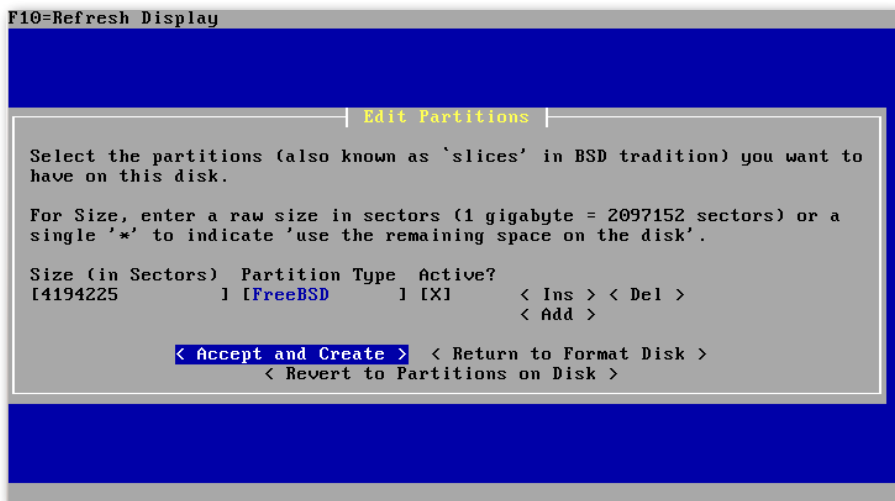 F10=Refresh Display
Edit Partitions
Select the partitions (also known as `slices' in BSD tradition) you want to
have on this disk.
For Size, enter a raw size in sectors (1 gigabyte = 2097152 sectors) or a
single '*' to indicate 'use the remaining space on the disk'.
Size (in Sectors) Partition Type Active?
[4194225 ] [FreeBSD ] [X] < Ins > < Del >
< Add >
< Accept and Create > < Return to Format Disk >
< Revert to Partitions on Disk >